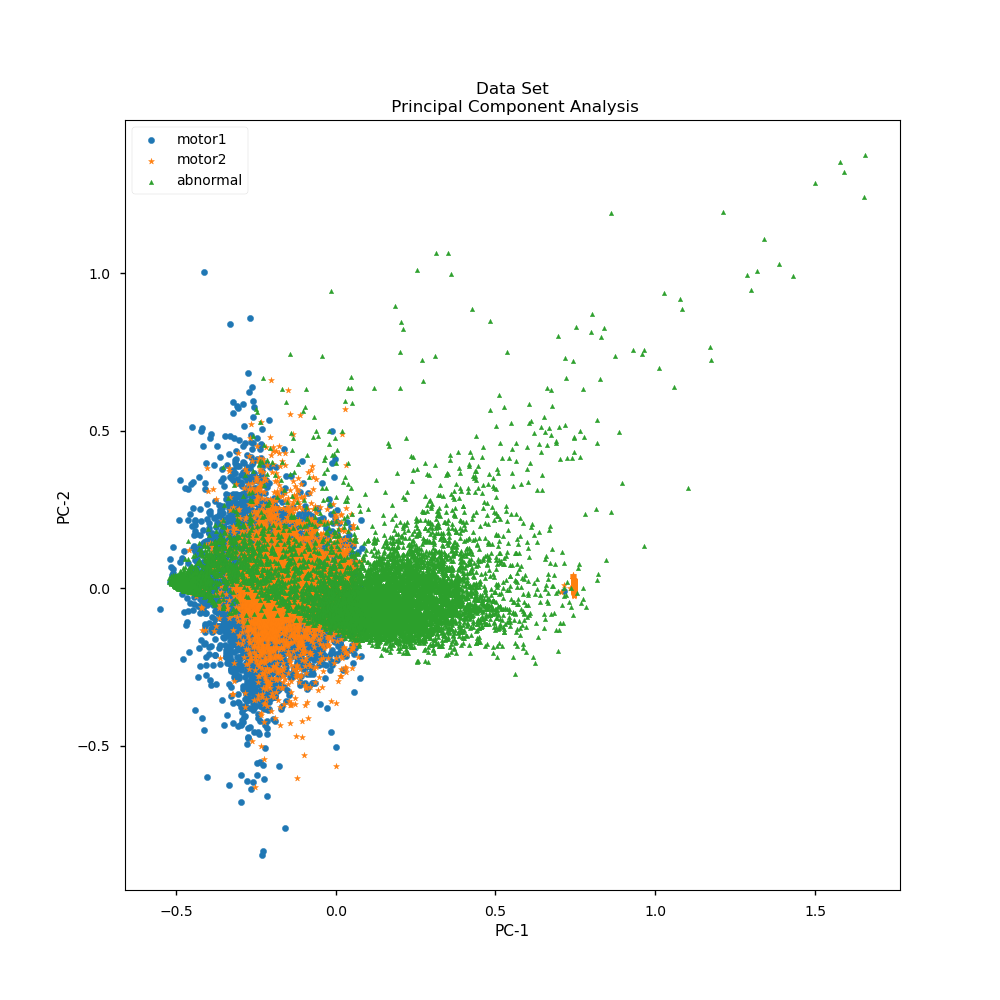 Data Set
Principal Component Analysis
motor1
motor2
abnormal
1.0
0.5
0.0
−0.5
PC-2
−0.5 0.0 0.5 1.0 1.5
PC-1